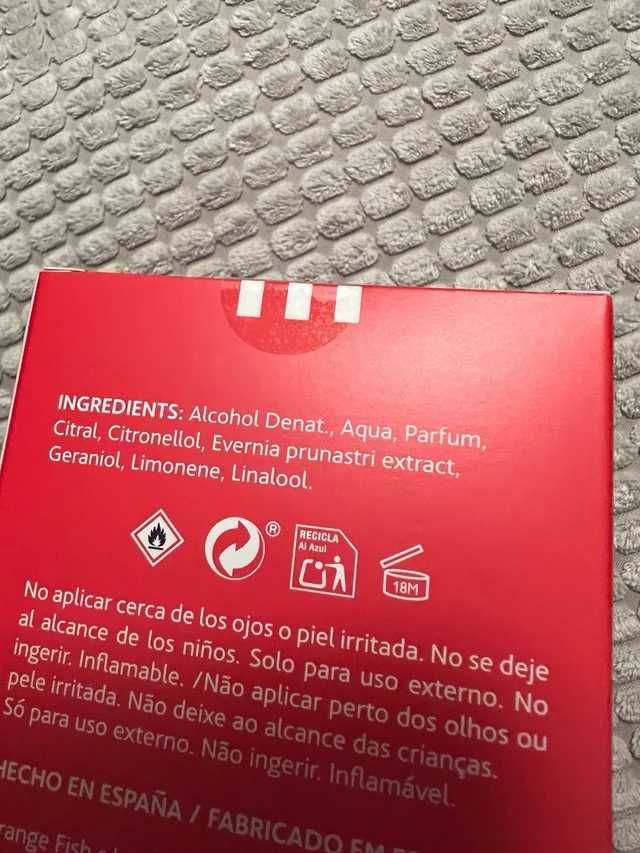 INGREDIENTS: Alcohol Denat., Aqua, Parfum,
Citral, Citronellol, Evernia prunastri extract,
Geraniol, Limonene, Linalool.
®
RECICLA
Al Azul
18M
No aplicar cerca de los ojos o piel irritada. No se deje
al alcance de los niños. Solo para uso externo. No
ingerir. Inflamable. /Não aplicar perto dos olhos ou
pele irritada. Não deixe ao alcance das crianças.
Só para uso externo. Não ingerir. Inflamável.
HECHO EN ESPAÑA / FABRICADO EM
Fish